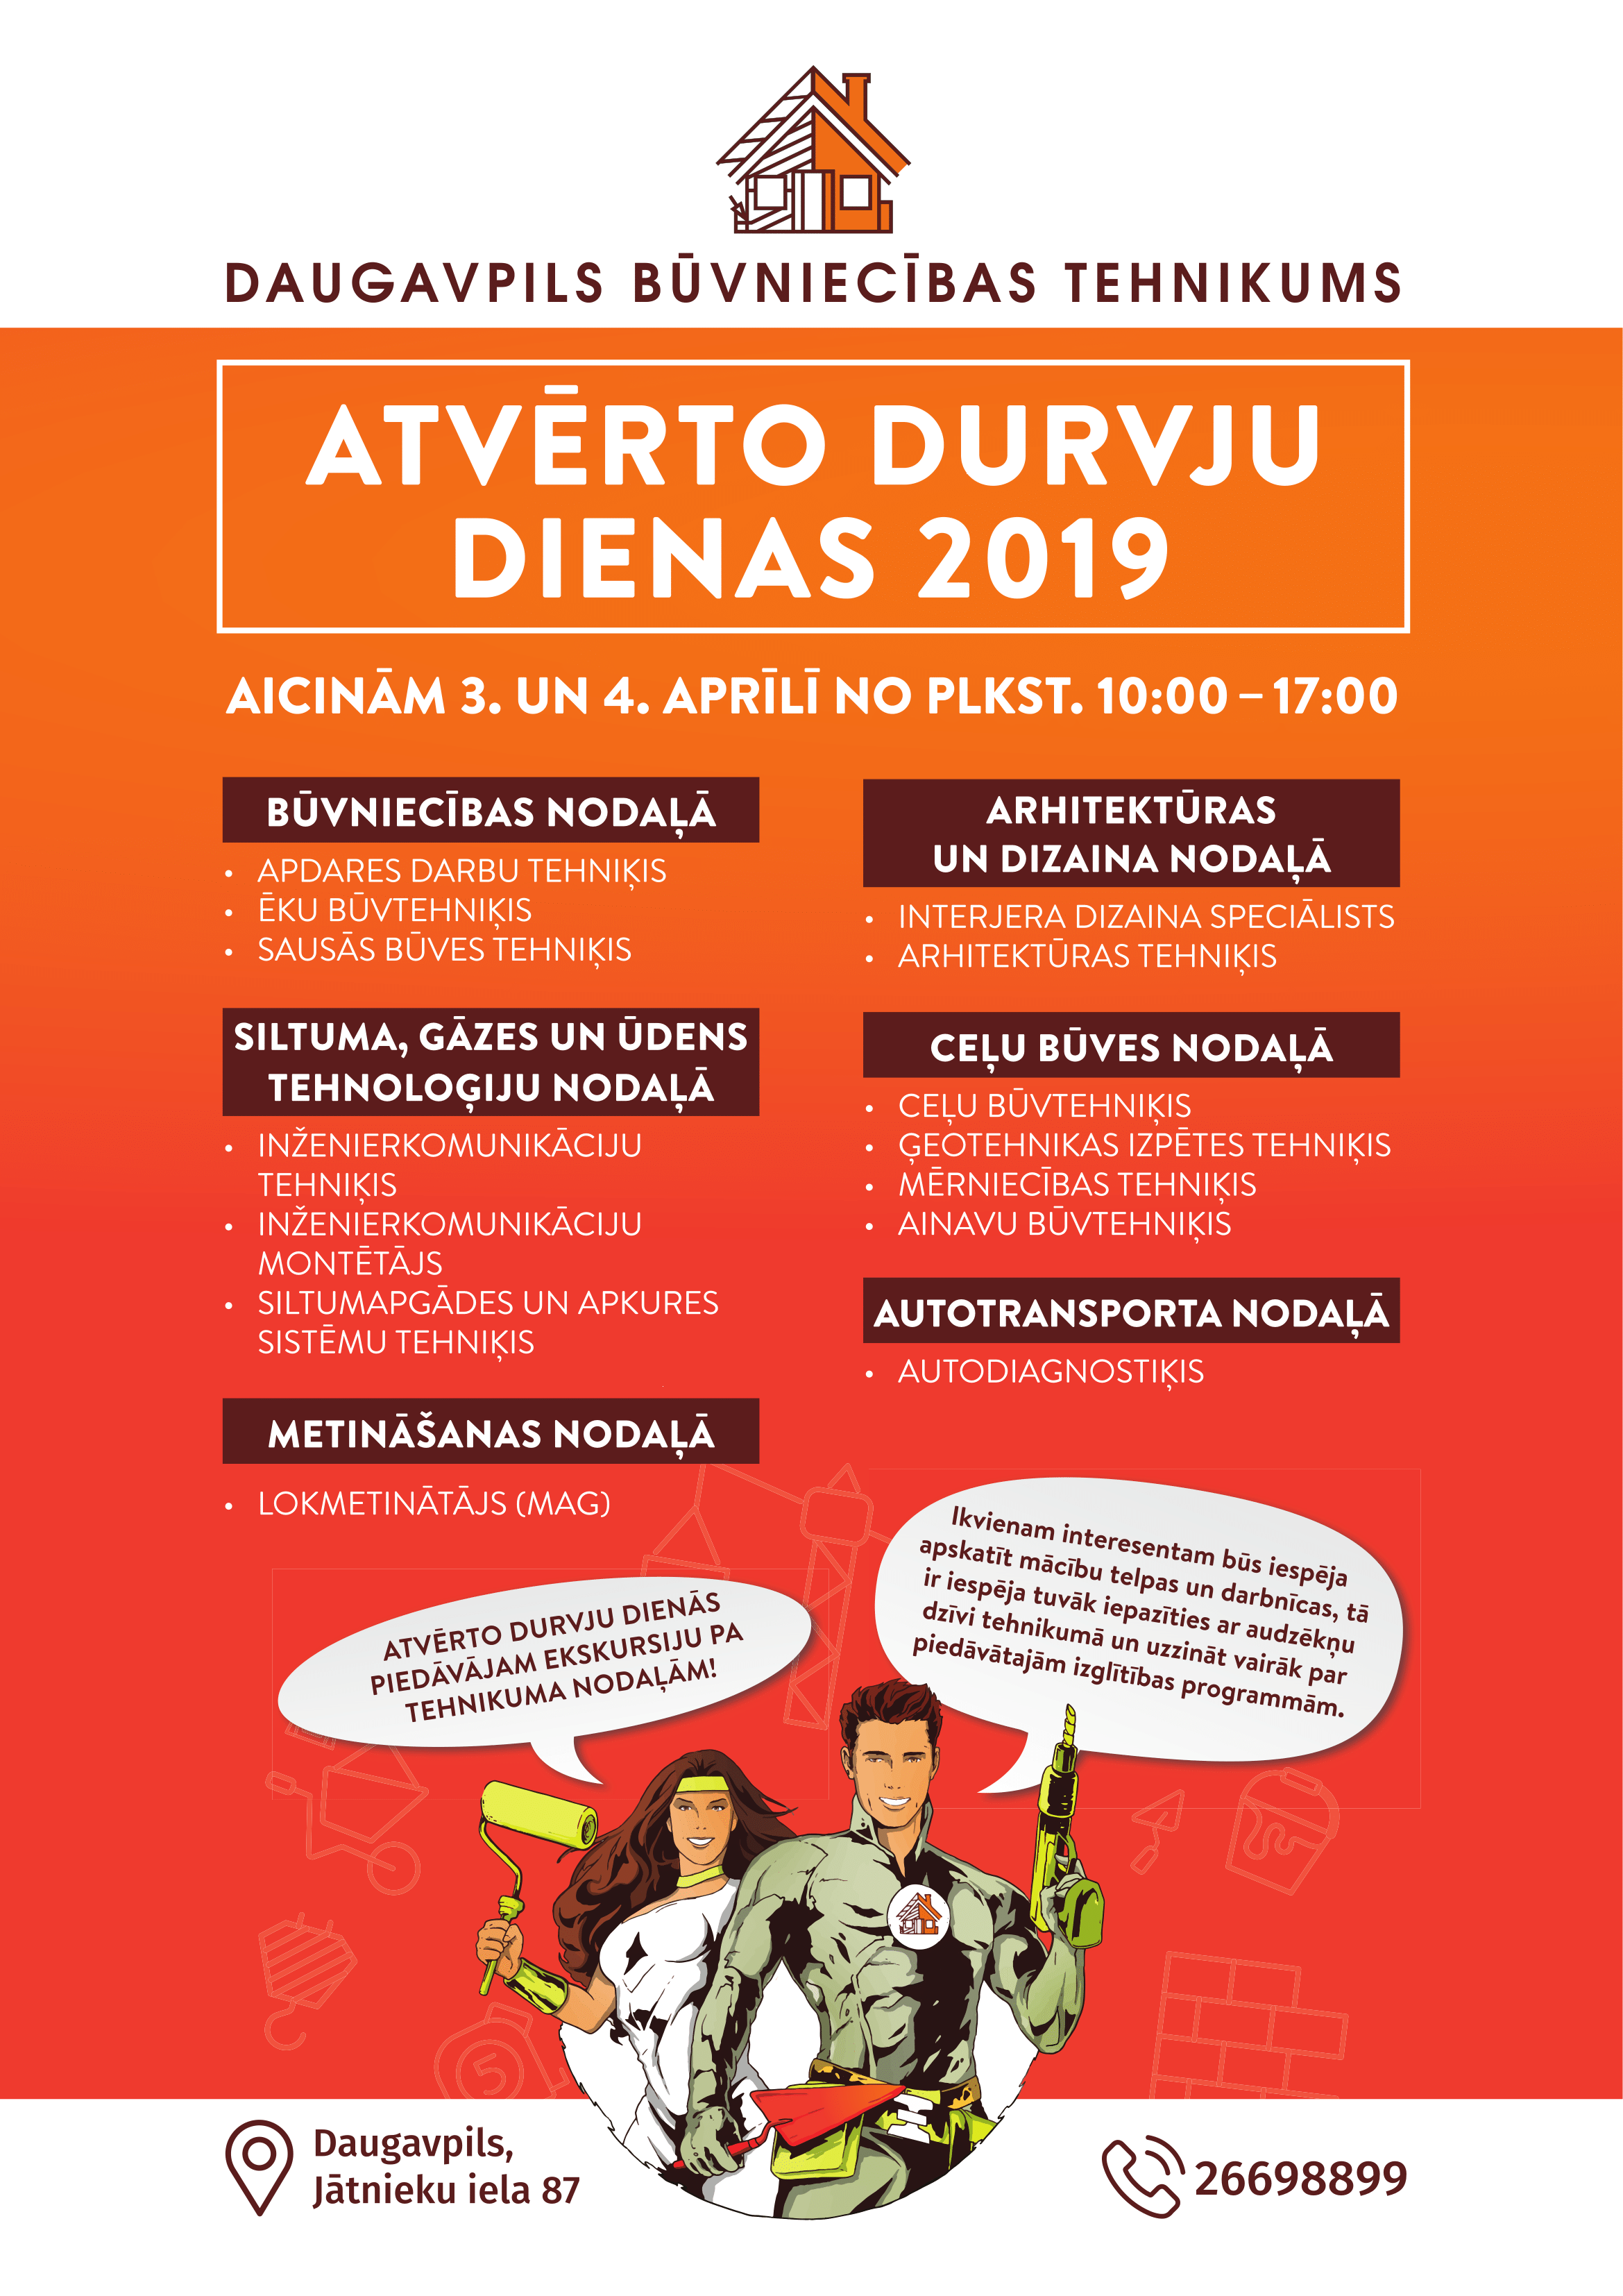 DAUGAVPILS BŪVNIECĪBAS TEHNIKUMS
ATVĒRTO DURVJU
DIENAS 2019
AICINĀM 3. UN 4. APRĪLĪ NO PLKST. 10:00 – 17:00
BŪVNIECĪBAS NODAĻĀ
• APDARES DARBU TEHNIĶIS
• ĒKU BŪVTEHNIĶIS
• SAUSĀS BŪVES TEHNIĶIS
SILTUMA, GĀZES UN ŪDENS
TEHNOLOĢIJU NODAĻĀ
• INŽENIERKOMUNIKĀCIJU
TEHNIĶIS
• INŽENIERKOMUNIKĀCIJU
MONTĒTĀJS
• SILTUMAPGĀDES UN APKURES
SISTĒMU TEHNIĶIS
METINĀŠANAS NODAĻĀ
• LOKMETINĀTĀJS (MAG)
ARHITEKTŪRAS
UN DIZAINA NODAĻĀ
• INTERJERA DIZAINA SPECIĀLISTS
• ARHITEKTŪRAS TEHNIĶIS
CEĻU BŪVES NODAĻĀ
• CEĻU BŪVTEHNIĶIS
• ĢEOTEHNIKAS IZPĒTES TEHNIĶIS
• MĒRNIECĪBAS TEHNIĶIS
• AINAVU BŪVTEHNIĶIS
AUTOTRANSPORTA NODAĻĀ
• AUTODIAGNOSTIĶIS
ATVĒRTO DURVJU DIENĀS
PIEDĀVĀJAM EKSKURSIJU PA
TEHNIKUMA NODAĻĀM!
Ikvienam interesentam būs iespēja
apskatīt mācību telpas un darbnīcas, tā
ir iespēja tuvāk iepazīties ar audzēkņu
dzīvi tehnikumā un uzzināt vairāk par
piedāvātajām izglītības programmām.
5
Daugavpils,
Jātnieku iela 87
26698899